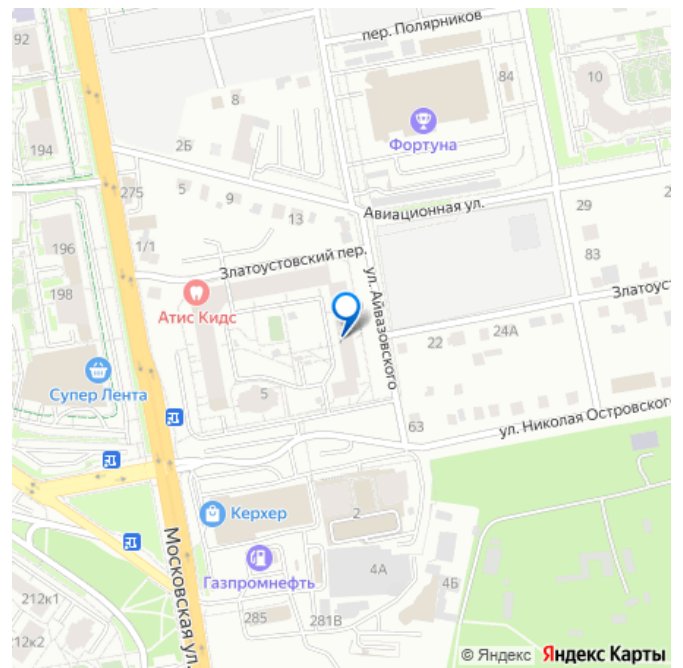 92
пер. Полярников
84
10
8
Фортуна
194
2Б
275
5
9
13
Авиационная ул.
29
2
1/1
196
Златоустовский пер.
83
198
Атис Кидс
ул. Айвазовского
Златоуст
22
24А
Супер Лента
5
63
ул. Николая Островского
Керхер
2
Московская ул.
Газпромнефть
4А
4Б
212к1
285
281В
212к2
© Яндекс Яндекс Карты